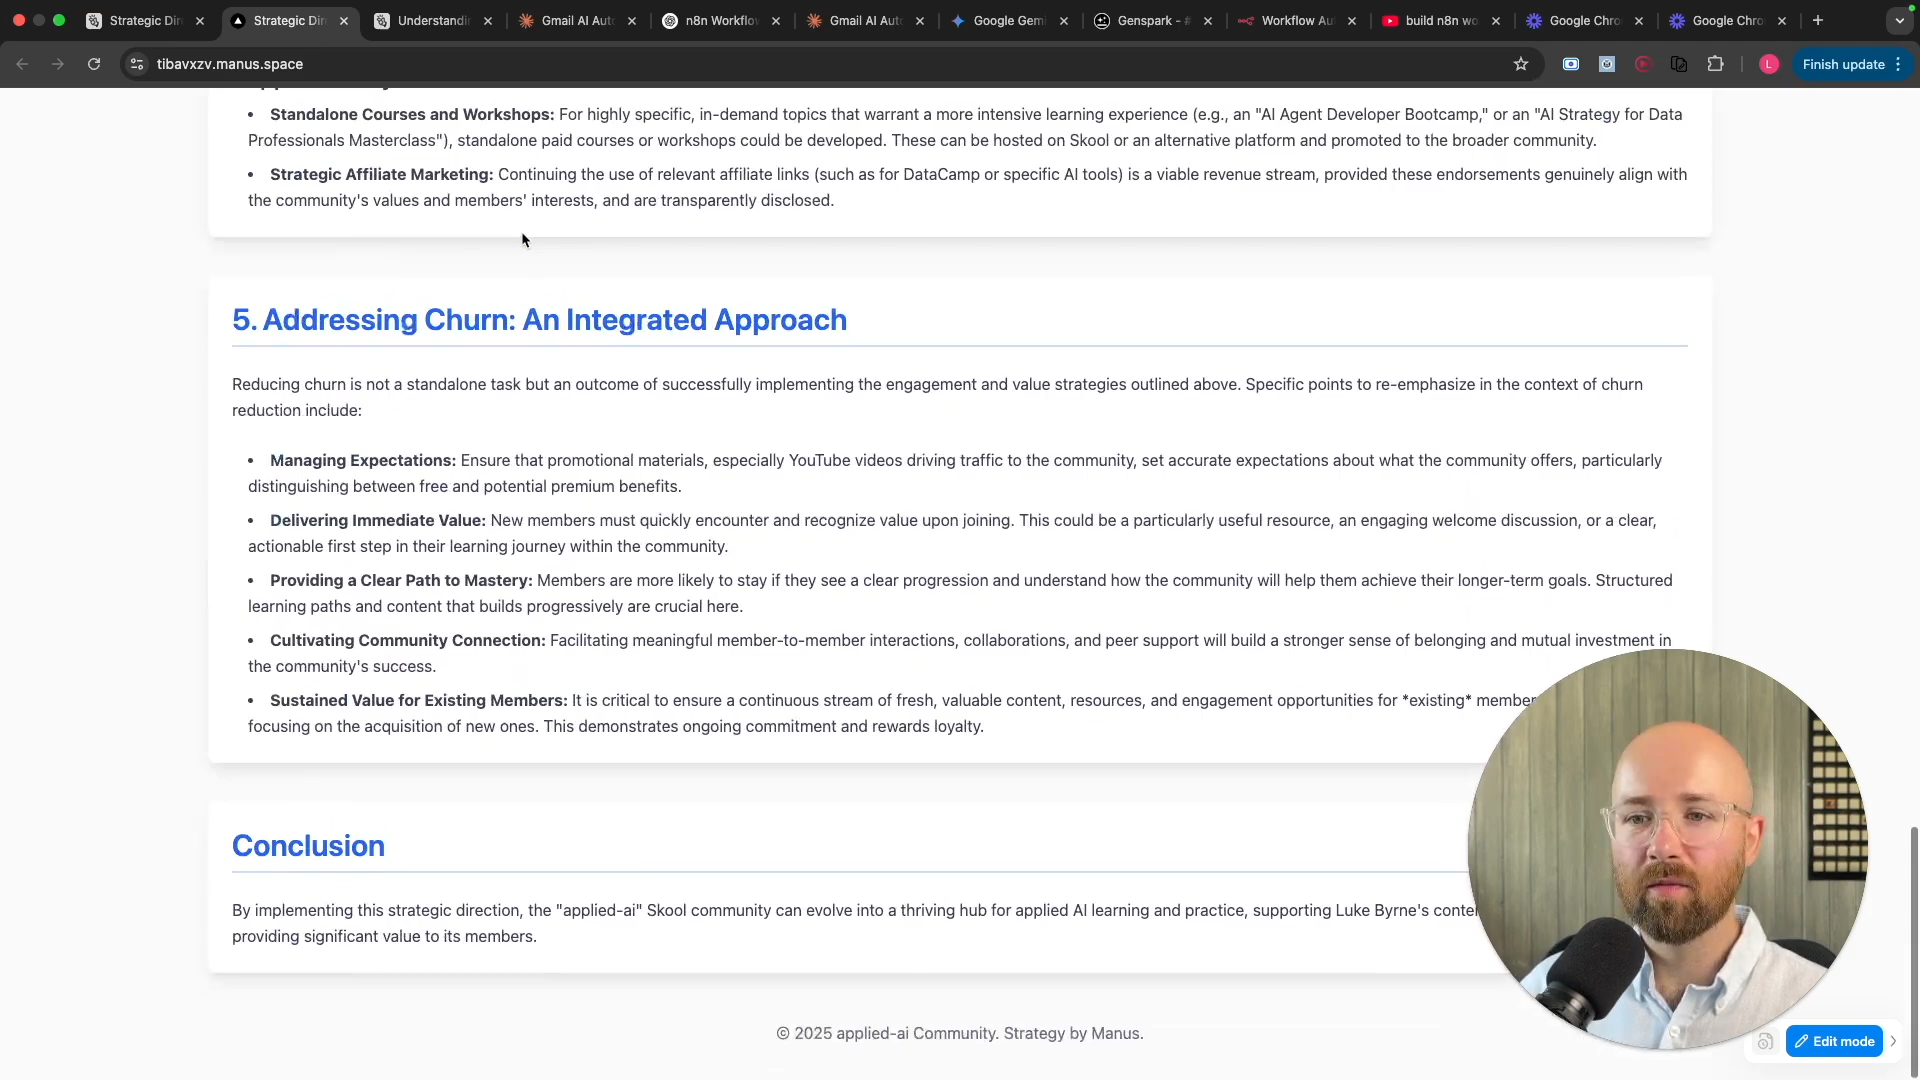 Strategic Dir
Strategic Dir
Understandin
Gmail AI Auto
n8n Workflow
Gmail AI Auto
Google Gemi
Genspark - #
Workflow Aut
build n8n wo
Google Chro
Google Chro
tibavxzv.manus.space
L
Finish update
• Standalone Courses and Workshops: For highly specific, in-demand topics that warrant a more intensive learning experience (e.g., an "AI Agent Developer Bootcamp," or an "AI Strategy for Data
Professionals Masterclass"), standalone paid courses or workshops could be developed. These can be hosted on Skool or an alternative platform and promoted to the broader community.
• Strategic Affiliate Marketing: Continuing the use of relevant affiliate links (such as for DataCamp or specific AI tools) is a viable revenue stream, provided these endorsements genuinely align with
the community's values and members' interests, and are transparently disclosed.
5. Addressing Churn: An Integrated Approach
Reducing churn is not a standalone task but an outcome of successfully implementing the engagement and value strategies outlined above. Specific points to re-emphasize in the context of churn
reduction include:
• Managing Expectations: Ensure that promotional materials, especially YouTube videos driving traffic to the community, set accurate expectations about what the community offers, particularly
distinguishing between free and potential premium benefits.
• Delivering Immediate Value: New members must quickly encounter and recognize value upon joining. This could be a particularly useful resource, an engaging welcome discussion, or a clear,
actionable first step in their learning journey within the community.
• Providing a Clear Path to Mastery: Members are more likely to stay if they see a clear progression and understand how the community will help them achieve their longer-term goals. Structured
learning paths and content that builds progressively are crucial here.
• Cultivating Community Connection: Facilitating meaningful member-to-member interactions, collaborations, and peer support will build a stronger sense of belonging and mutual investment in
the community's success.
• Sustained Value for Existing Members: It is critical to ensure a continuous stream of fresh, valuable content, resources, and engagement opportunities for *existing* member
focusing on the acquisition of new ones. This demonstrates ongoing commitment and rewards loyalty.
Conclusion
By implementing this strategic direction, the "applied-ai" Skool community can evolve into a thriving hub for applied AI learning and practice, supporting Luke Byrne's conte
providing significant value to its members.
© 2025 applied-ai Community. Strategy by Manus.
Edit mode